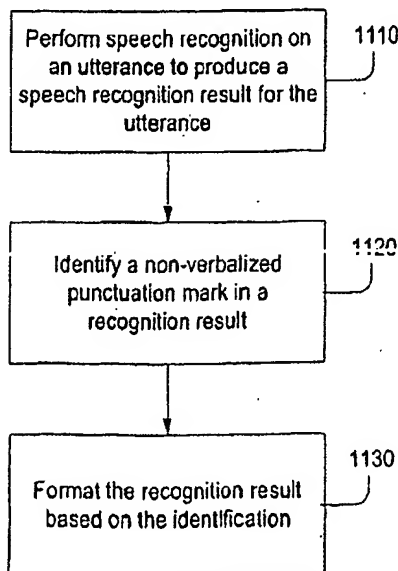 Perform speech recognition on
1110
an utterance to produce a
speech recognition result for the
utterance
1120
Identify a non-verbalized
punctuation mark in a
recognition result
1130
Format the recognition result
based on the identification